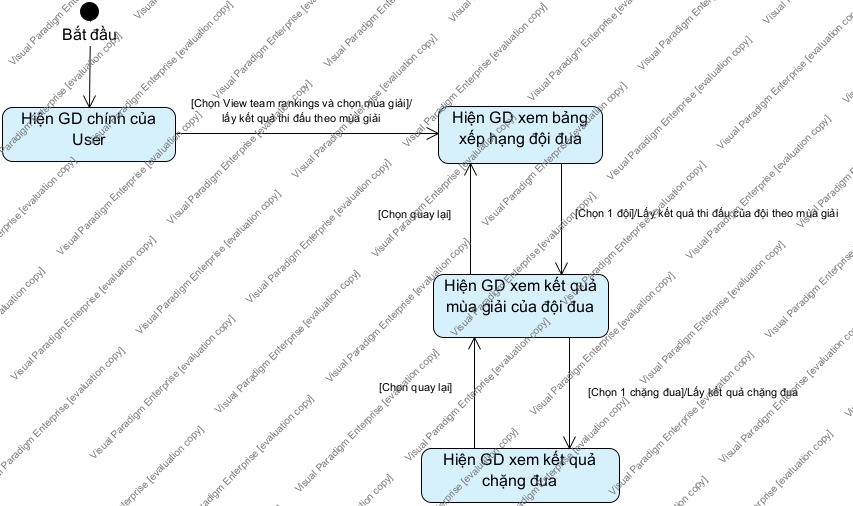 Bắt đầu
Hiện GD chính của
User
[Chọn View team rankings và chọn mùa giải]/
lấy kết quả thi đấu theo mùa giải
Hiện GD xem bảng
xếp hạng đội đua
[Chọn quay lại]
[Chọn 1 đội]/Lấy kết quả thi đấu của đội theo mùa giải
Hiện GD xem kết quả
mùa giải của đội đua
[Chọn quay lại]
[Chọn 1 chặng đua]/Lấy kết quả chặng đua
Hiện GD xem kết quả
chặng đua
Visual Paradigm Enterprise [evaluation copy]